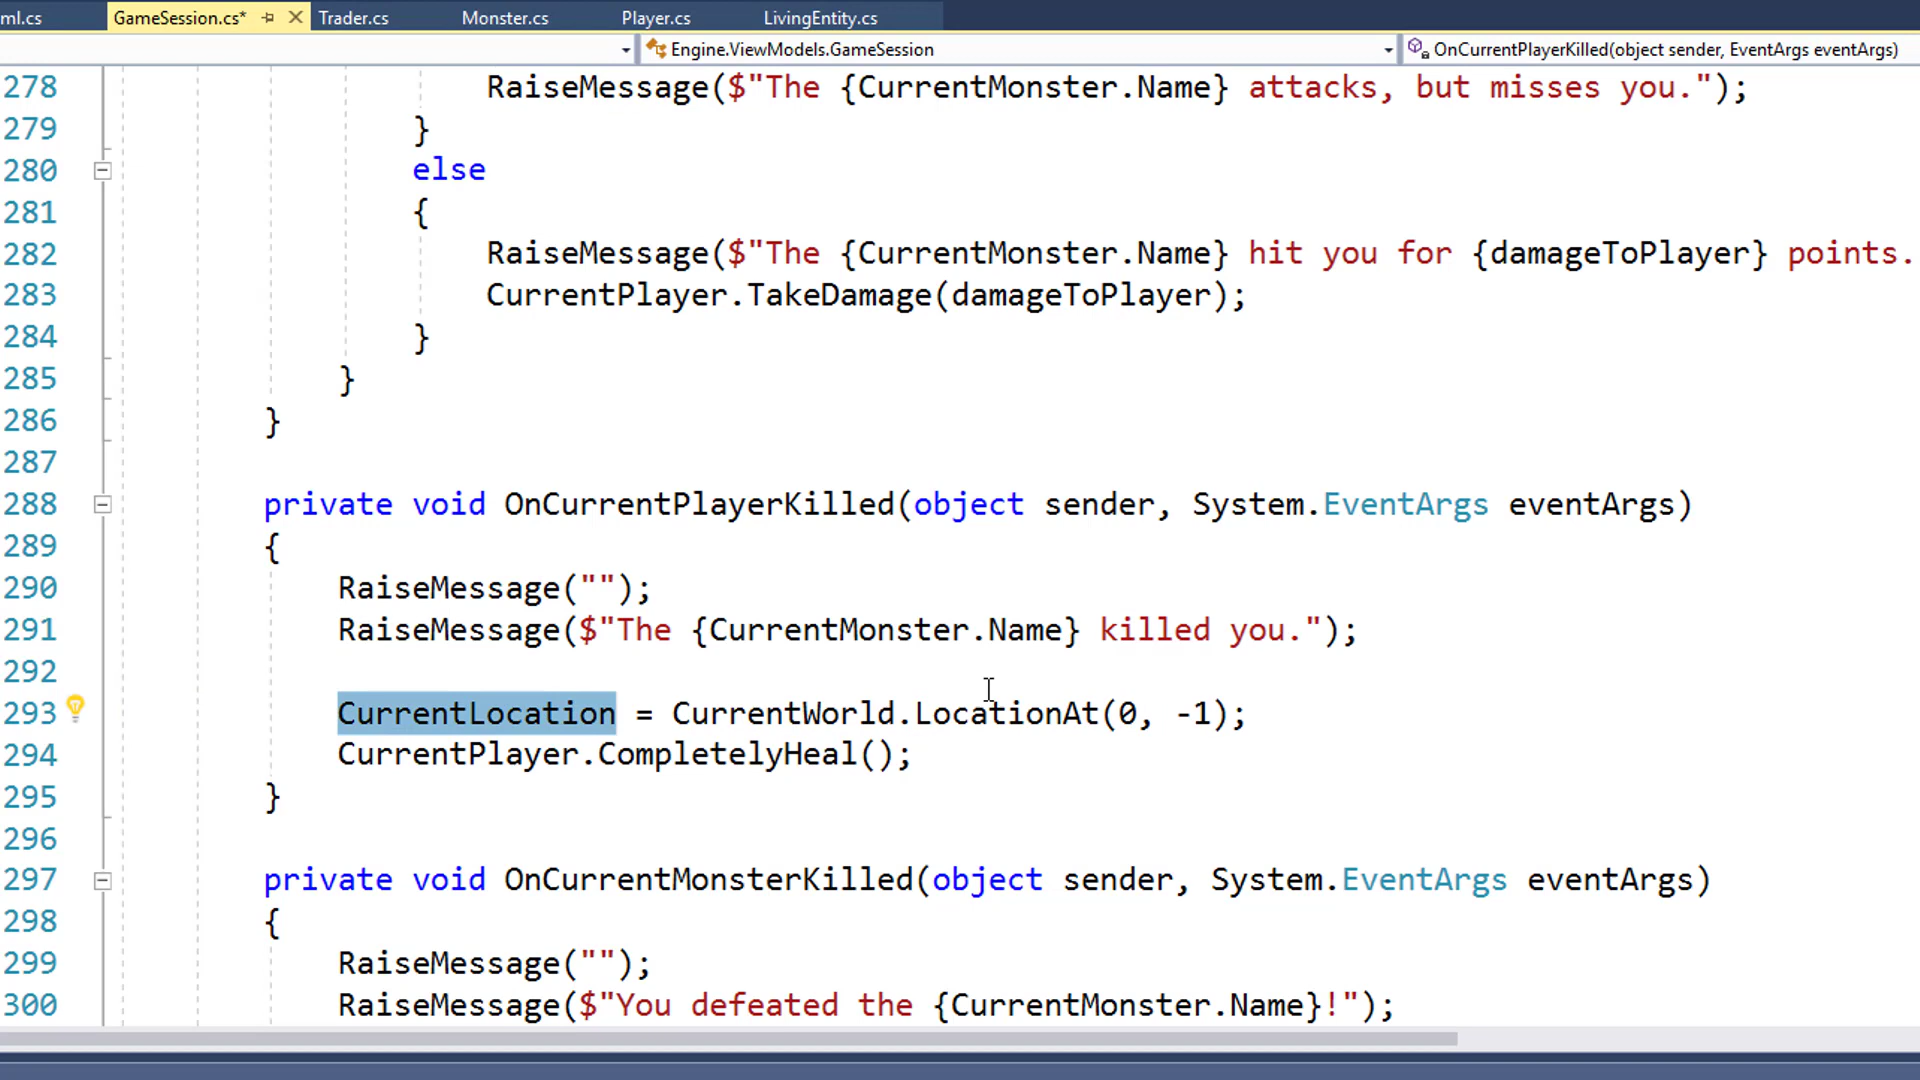 ml.cs GameSession.cs* Trader.cs Monster.cs Player.cs LivingEntity.cs
Engine.ViewModels.GameSession OnCurrentPlayerKilled(object sender, EventArgs eventArgs)
278 RaiseMessage($"The {CurrentMonster.Name} attacks, but misses you.");
279 }
280 else
281 {
282 RaiseMessage($"The {CurrentMonster.Name} hit you for {damageToPlayer} points.
283 CurrentPlayer.TakeDamage(damageToPlayer);
284 }
285 }
286 }
287
288 private void OnCurrentPlayerKilled(object sender, System.EventArgs eventArgs)
289 {
290 RaiseMessage("");
291 RaiseMessage($"The {CurrentMonster.Name} killed you.");
292
293 CurrentLocation = CurrentWorld.LocationAt(0, -1);
294 CurrentPlayer.CompletelyHeal();
295 }
296
297 private void OnCurrentMonsterKilled(object sender, System.EventArgs eventArgs)
298 {
299 RaiseMessage("");
300 RaiseMessage($"You defeated the {CurrentMonster.Name}!");